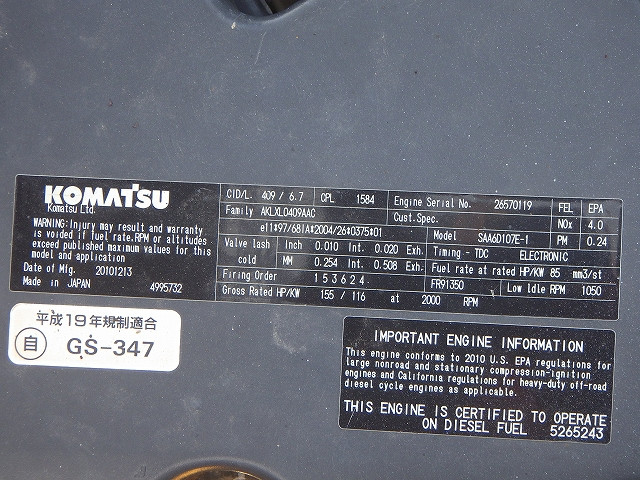 KOMATSU
Komatsu Ltd.
WARNING:Injury may result and warranty
is voided if fuel rate.RPM or altitudes
exceed published maximum values for this
model and application
Date of Mfg. 20101213
Made in JAPAN 4995732
CID/L. 409 / 6.7 CPL 1584 Engine Serial No. 26570119 FEL EPA
Family AKLXL0409AAC Cust.Spec. NOx 4.0
e11*97/68IA*2004/26*0375*01 Model SAA6D107E-1 PM 0.24
Valve lash Inch 0.010 Int. 0.020 Exh. Timing - TDC ELECTRONIC
cold MM 0.254 Int. 0.508 Exh. Fuel rate at rated HP/KW 85 mm3/st
Firing Order 153624 FR91350 Low Idle RPM 1050
Gross Rated HP/KW 155 / 116 at 2000 RPM
平成19年規制適合
自 GS-347
IMPORTANT ENGINE INFORMATION
This engine conforms to 2010 U.S. EPA regulations for
large nonroad and stationary compression-ignition
engines and California regulations for heavy-duty off-road
diesel cycle engines as applicable.
THIS ENGINE IS CERTIFIED TO OPERATE
ON DIESEL FUEL 5265243